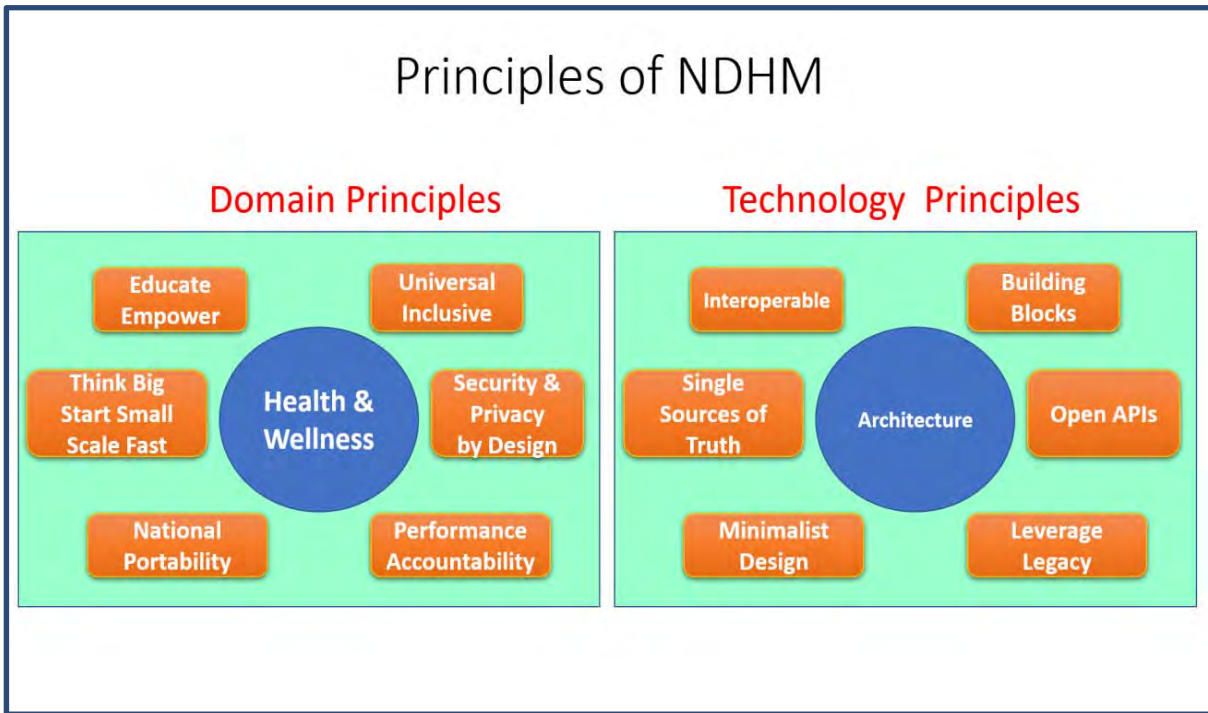 Principles of NDHM
Domain Principles
Educate
Empower
Universal
Inclusive
Think Big
Start Small
Scale Fast
Health &
Wellness
Security &
Privacy
by Design
National
Portability
Performance
Accountability
Technology Principles
Interoperable
Building
Blocks
Single
Sources of
Truth
Architecture
Open APIs
Minimalist
Design
Leverage
Legacy